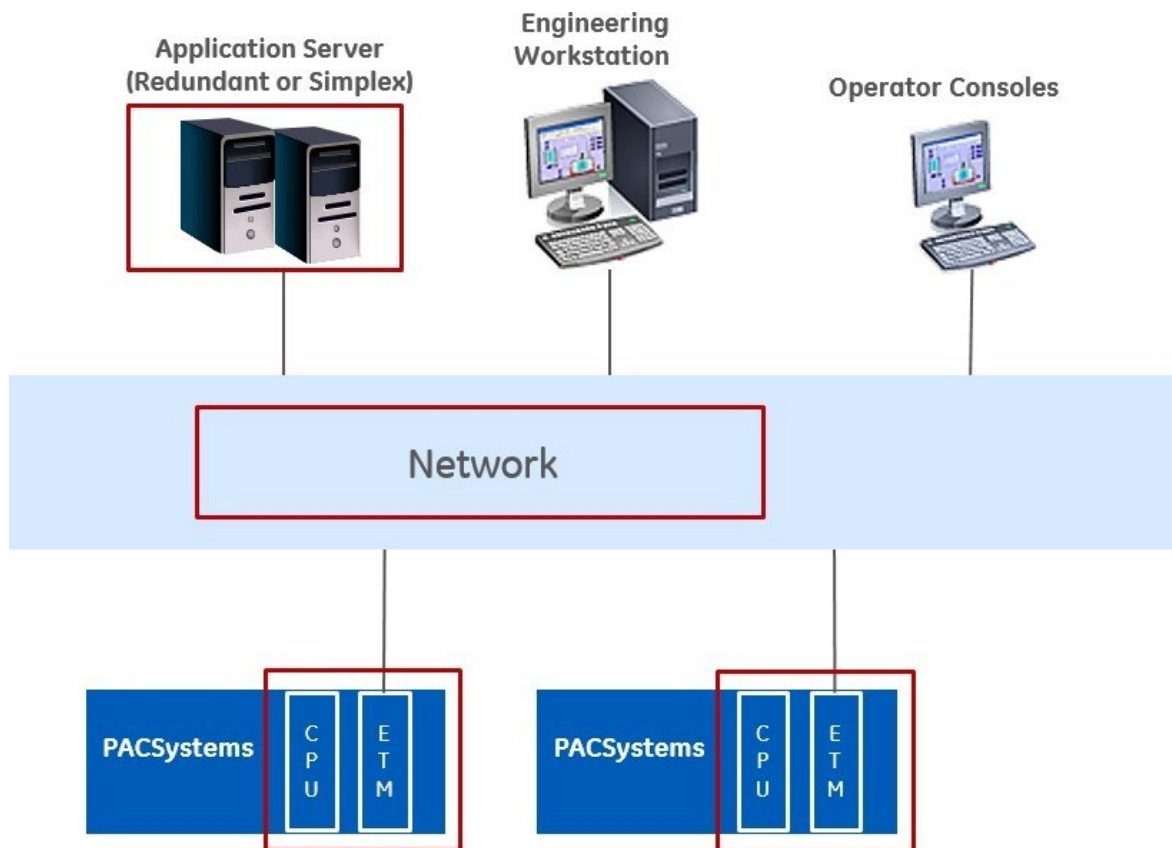 Application Server
(Redundant or Simplex)
Engineering
Workstation
Operator Consoles
Network
PACSystems
C
P
U
E
T
M
PACSystems
C
P
U
E
T
M